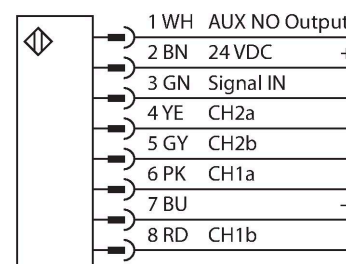 1 WH AUX NO Output
2 BN 24 VDC +
3 GN Signal IN
4 YE CH2a
5 GY CH2b
6 PK CH1a
7 BU –
8 RD CH1b